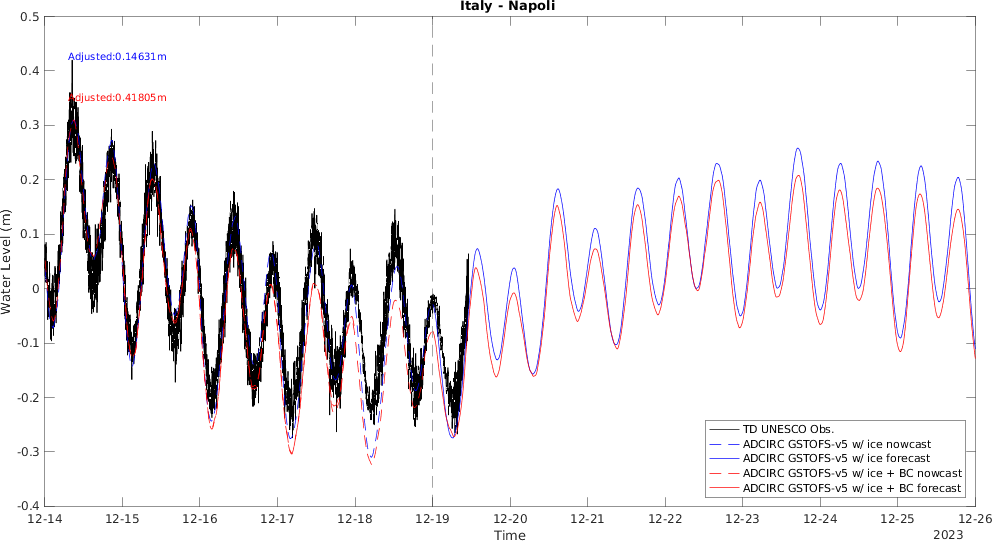 Italy - Napoli
Water Level (m)
0.5
0.4
0.3
0.2
0.1
0
-0.1
-0.2
-0.3
-0.4
Adjusted:0.14631m
Adjusted:0.41805m
TD UNESCO Obs.
ADCIRC GSTOFS-v5 w/ ice nowcast
ADCIRC GSTOFS-v5 w/ ice forecast
ADCIRC GSTOFS-v5 w/ ice + BC nowcast
ADCIRC GSTOFS-v5 w/ ice + BC forecast
12-14 12-15 12-16 12-17 12-18 12-19 12-20 12-21 12-22 12-23 12-24 12-25 12-26
Time
2023